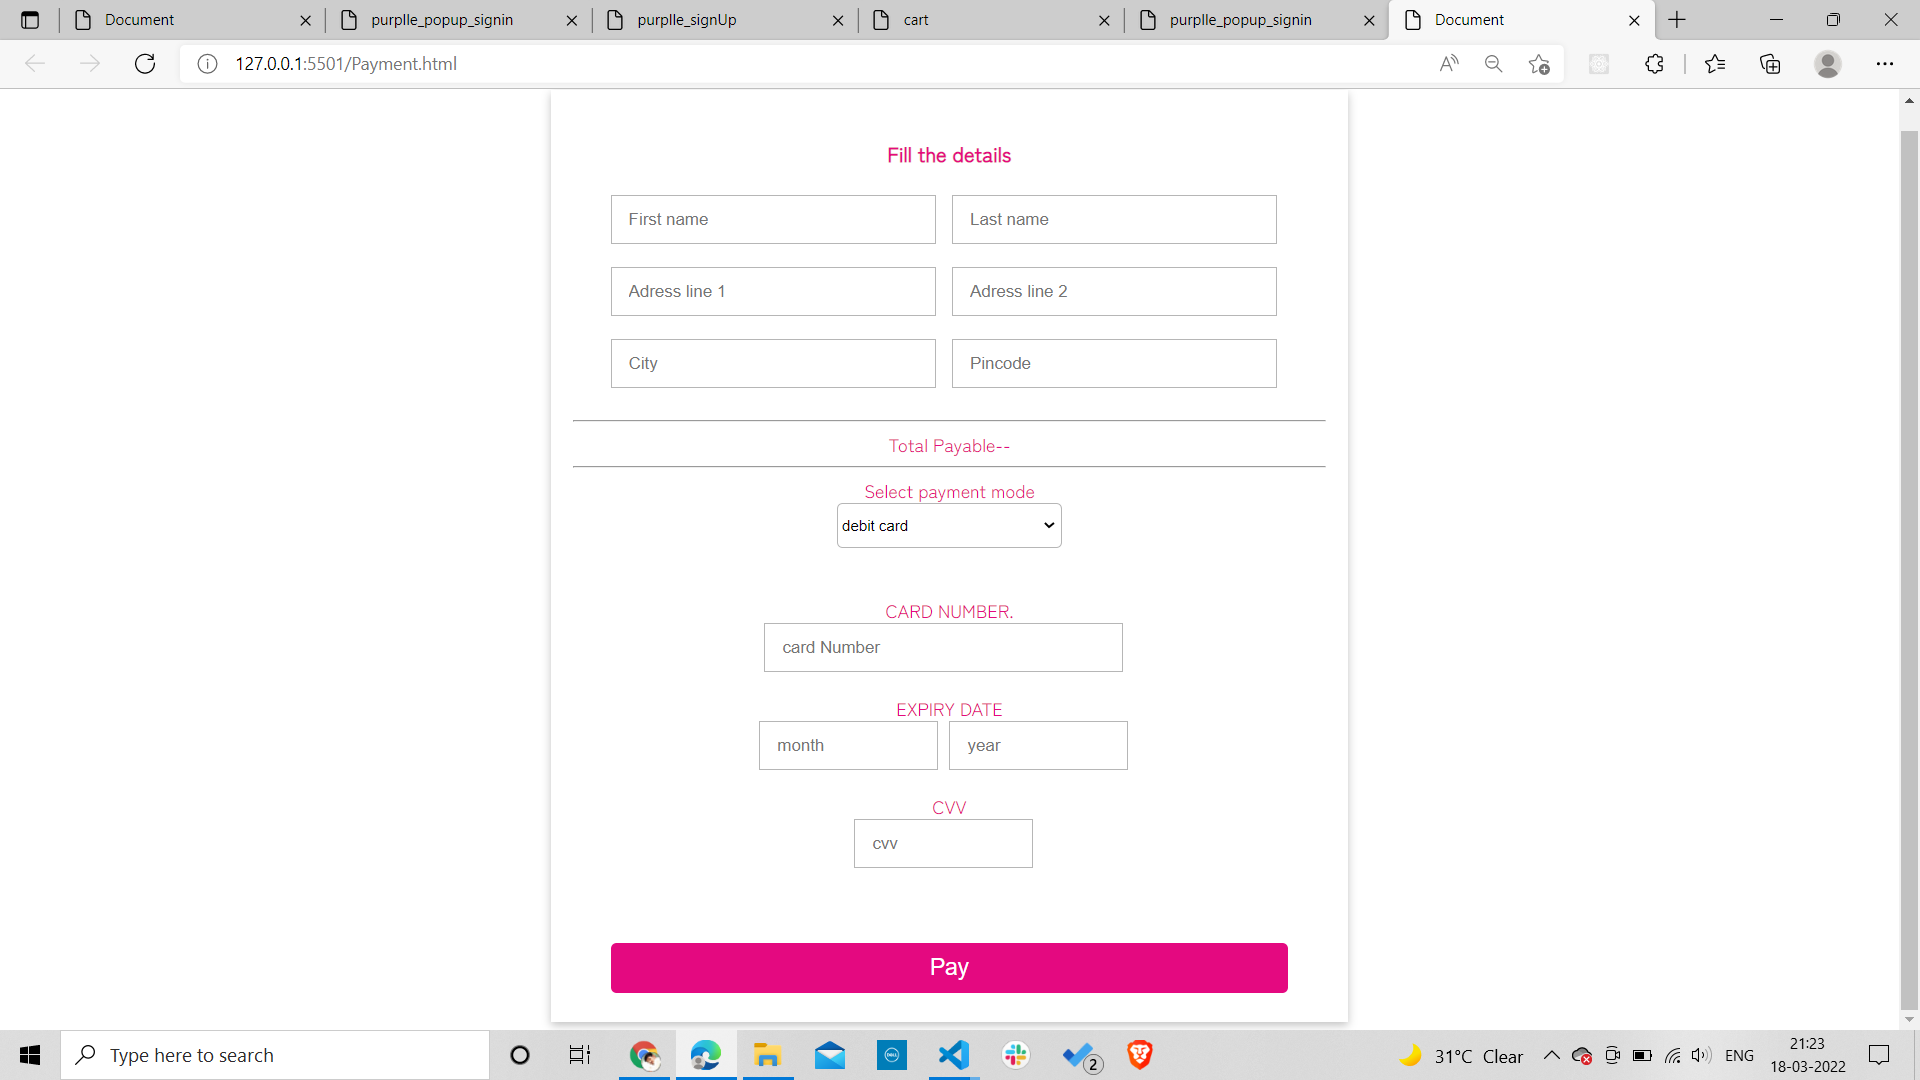 Document
purplle_popup_signin
purplle_signUp
cart
purplle_popup_signin
Document
127.0.0.1:5501/Payment.html
Fill the details
First name
Last name
Adress line 1
Adress line 2
City
Pincode
Total Payable--
Select payment mode
debit card
CARD NUMBER.
card Number
EXPIRY DATE
month
year
CVV
cvv
Pay
Type here to search
DELL
2
31°C Clear
ENG
21:23
18-03-2022